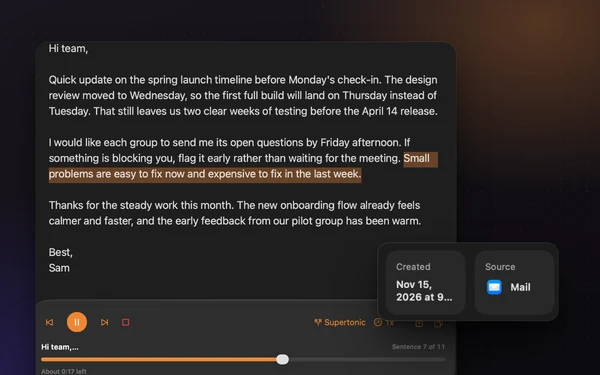 Hi team,
Quick update on the spring launch timeline before Monday's check-in. The design
review moved to Wednesday, so the first full build will land on Thursday instead of
Tuesday. That still leaves us two clear weeks of testing before the April 14 release.
I would like each group to send me its open questions by Friday afternoon. If
something is blocking you, flag it early rather than waiting for the meeting. Small
problems are easy to fix now and expensive to fix in the last week.
Thanks for the steady work this month. The new onboarding flow already feels
calmer and faster, and the early feedback from our pilot group has been warm.
Best,
Sam
Created
Nov 15,
2026 at 9...
Source
Mail
Supertonic
1x
Hi team,...
Sentence 7 of 11
About 0:17 left